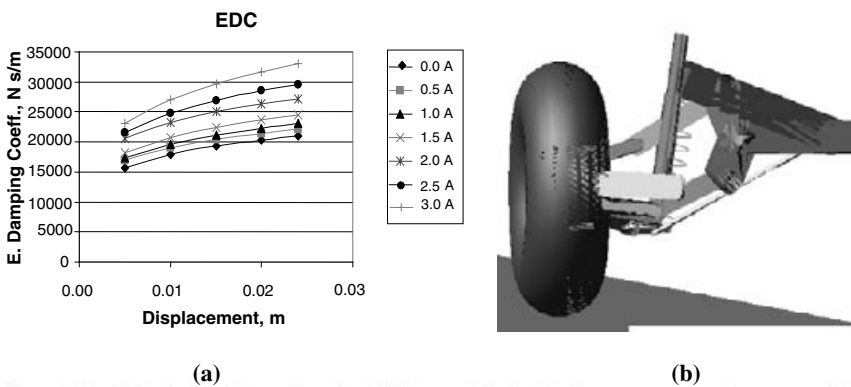 EDC
E. Damping Coeff., N s/m
35000
30000
25000
20000
15000
10000
5000
0
0.00 0.01 0.02 0.03
Displacement, m
0.0 A
0.5 A
1.0 A
1.5 A
2.0 A
2.5 A
3.0 A
(a) (b)